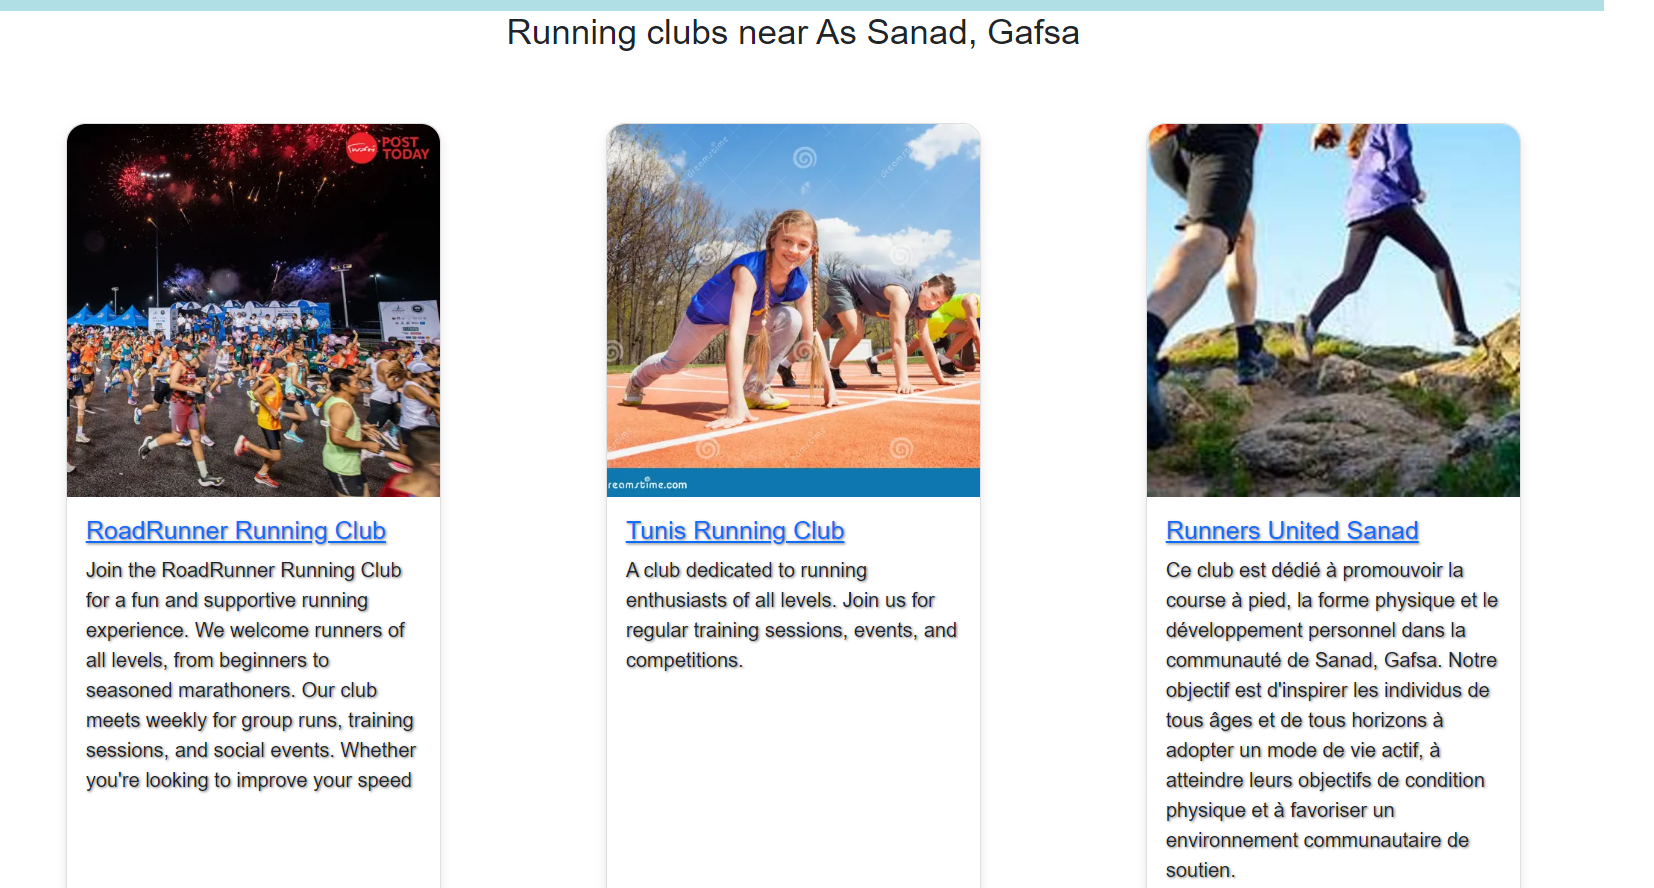 Running clubs near As Sanad, Gafsa
POST
TODAY
dreamstime
dreamstime
reamstime.com
RoadRunner Running Club
Join the RoadRunner Running Club
for a fun and supportive running
experience. We welcome runners of
all levels, from beginners to
seasoned marathoners. Our club
meets weekly for group runs, training
sessions, and social events. Whether
you're looking to improve your speed
Tunis Running Club
A club dedicated to running
enthusiasts of all levels. Join us for
regular training sessions, events, and
competitions.
Runners United Sanad
Ce club est dédié à promouvoir la
course à pied, la forme physique et le
développement personnel dans la
communauté de Sanad, Gafsa. Notre
objectif est d'inspirer les individus de
tous âges et de tous horizons à
adopter un mode de vie actif, à
atteindre leurs objectifs de condition
physique et à favoriser un
environnement communautaire de
soutien.